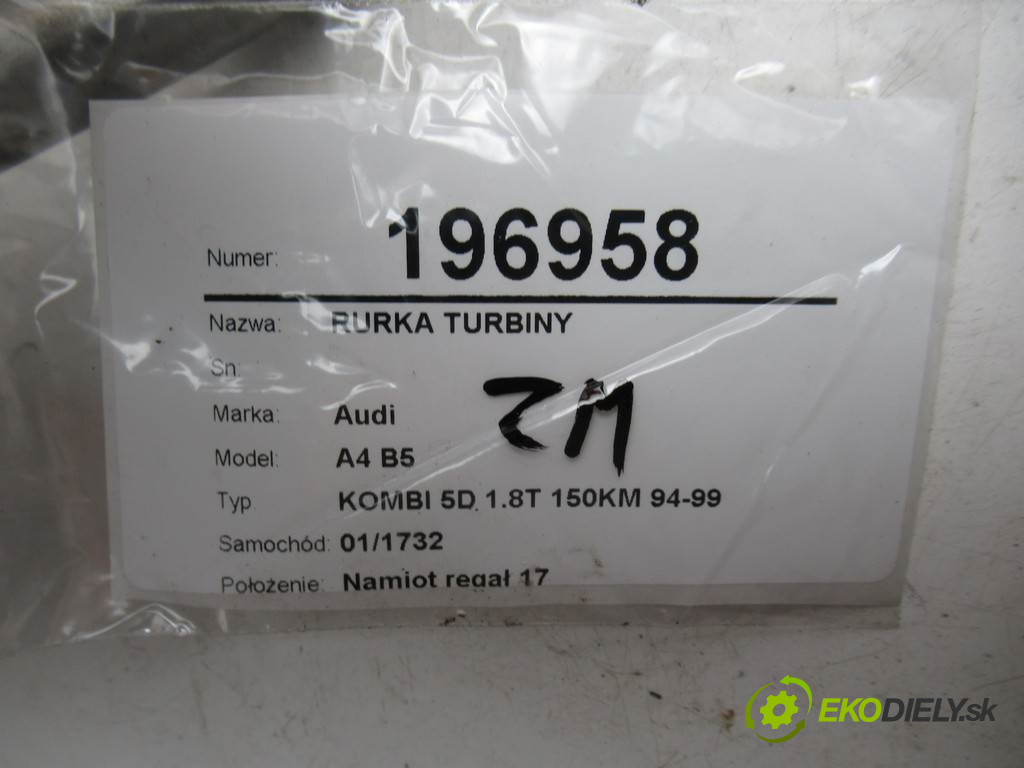 Numer: 196958
Nazwa: RURKA TURBINY
Sn:
Marka: Audi
Model: A4 B5
Typ KOMBI 5D 1.8T 150KM 94-99
Samochód: 01/1732
Położenie: Namiot regał 17
ZM
EKODIELY.sk